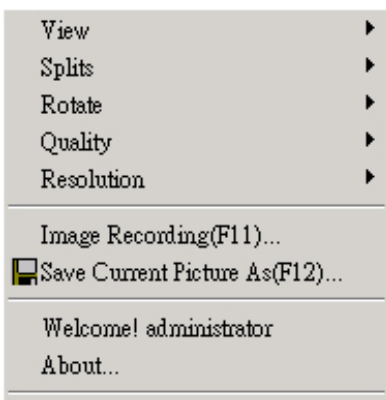 View
Splits
Rotate
Quality
Resolution
Image Recording(F11)...
Save Current Picture As(F12)...
Welcome! administrator
About...